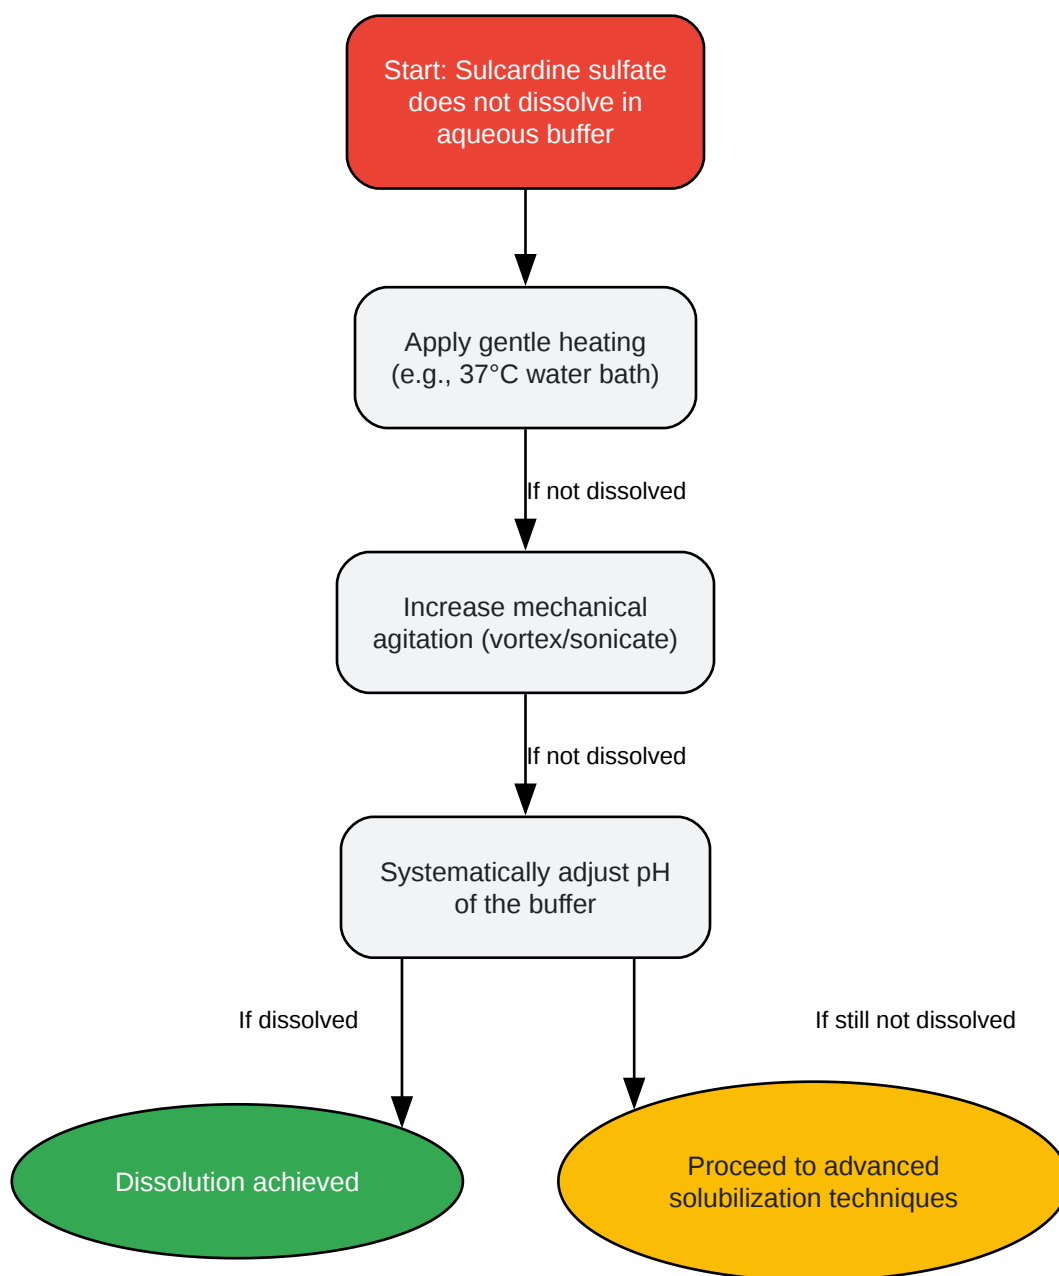 Start: Sulcardine sulfate
does not dissolve in
aqueous buffer
Apply gentle heating
(e.g., 37°C water bath)
If not dissolved
Increase mechanical
agitation (vortex/sonicate)
If not dissolved
Systematically adjust pH
of the buffer
If dissolved
If still not dissolved
Dissolution achieved
Proceed to advanced
solubilization techniques